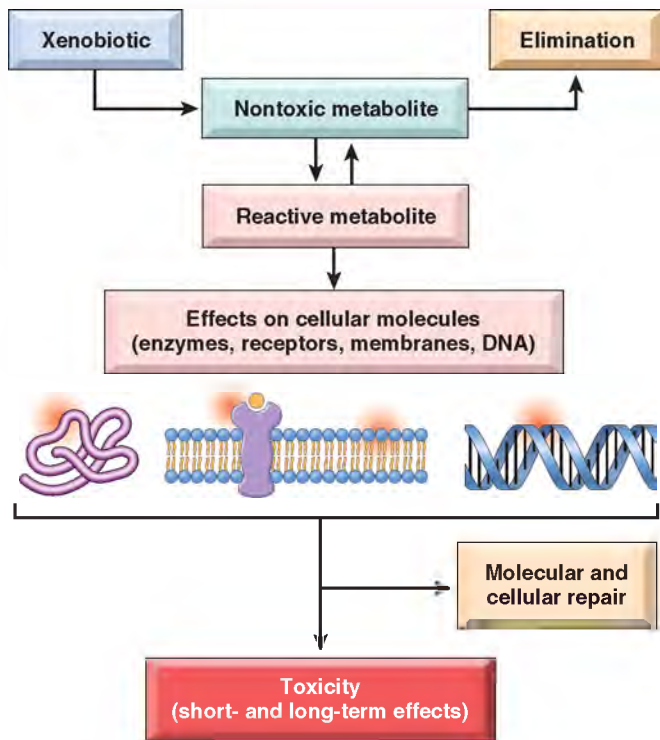 Xenobiotic
Elimination
Nontoxic metabolite
Reactive metabolite
Effects on cellular molecules
(enzymes, receptors, membranes, DNA)
Molecular and
cellular repair
Toxicity
(short- and long-term effects)